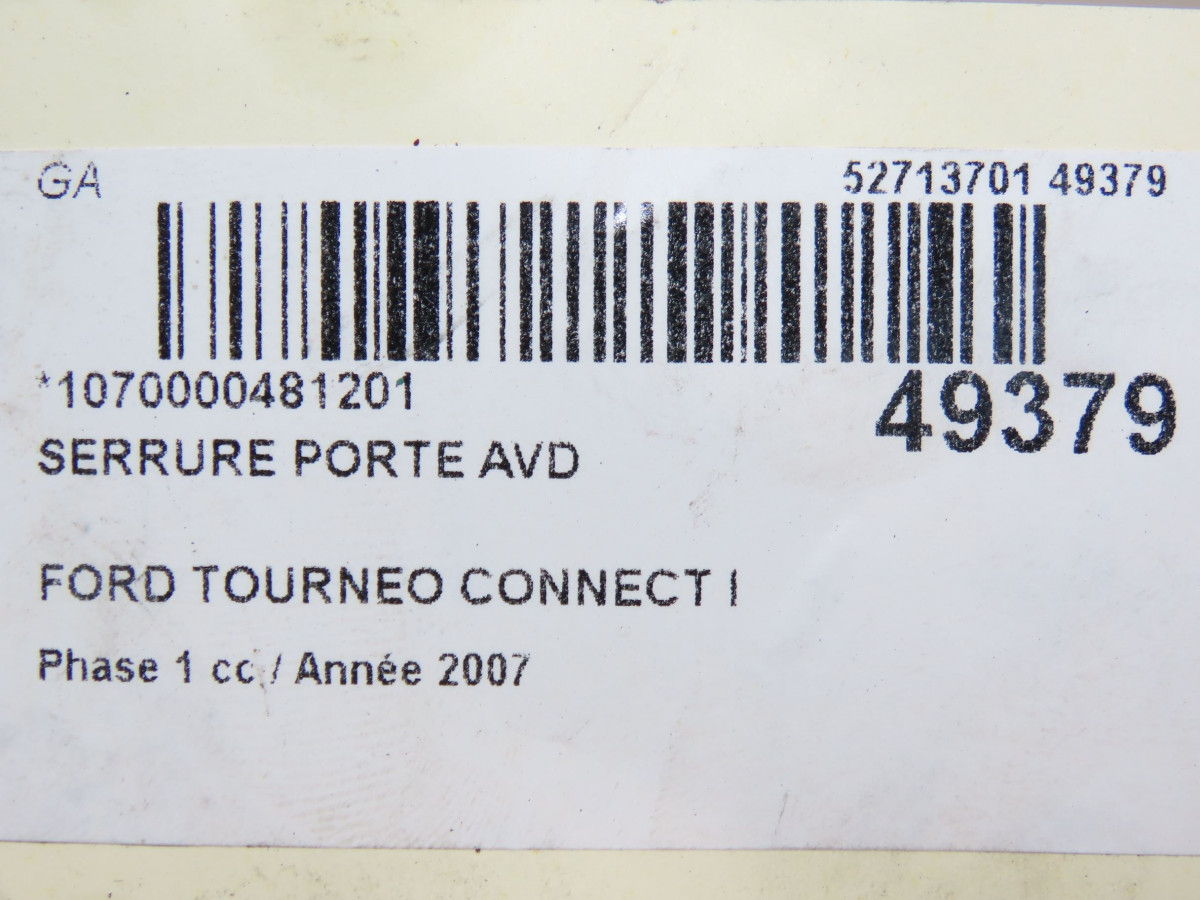 GA 52713701 49379
*1070000481201 49379
SERRURE PORTE AVD
FORD TOURNEO CONNECT I
Phase 1 cc / Année 2007